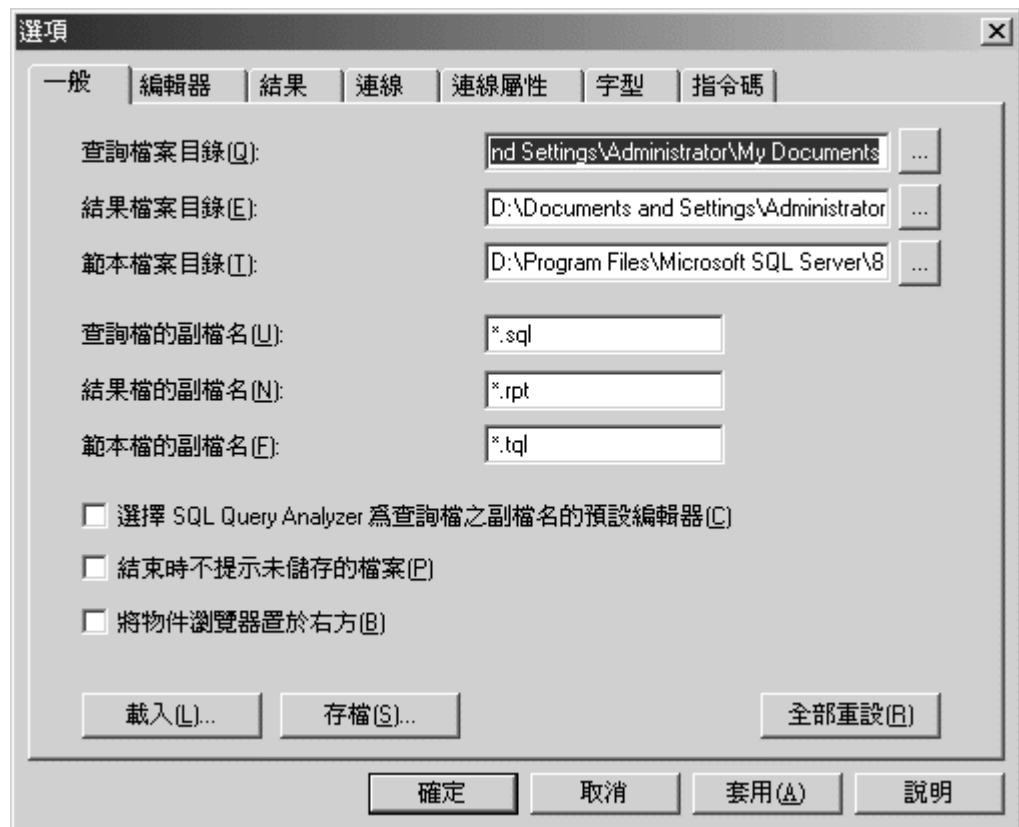 選項
一般 編輯器 結果 連線 連線屬性 字型 指令碼
查詢檔案目錄(Q): nd Settings\Administrator\My Documents ...
結果檔案目錄(E): D:\Documents and Settings\Administrator ...
範本檔案目錄(T): D:\Program Files\Microsoft SQL Server\8 ...
查詢檔的副檔名(U): *.sql
結果檔的副檔名(N): *.rpt
範本檔的副檔名(F): *.tql
選擇 SQL Query Analyzer 為查詢檔之副檔名的預設編輯器(C)
結束時不提示未儲存的檔案(P)
將物件瀏覽器置於右方(B)
載入(L)... 存檔(S)... 全部重設(R)
確定 取消 套用(A) 說明